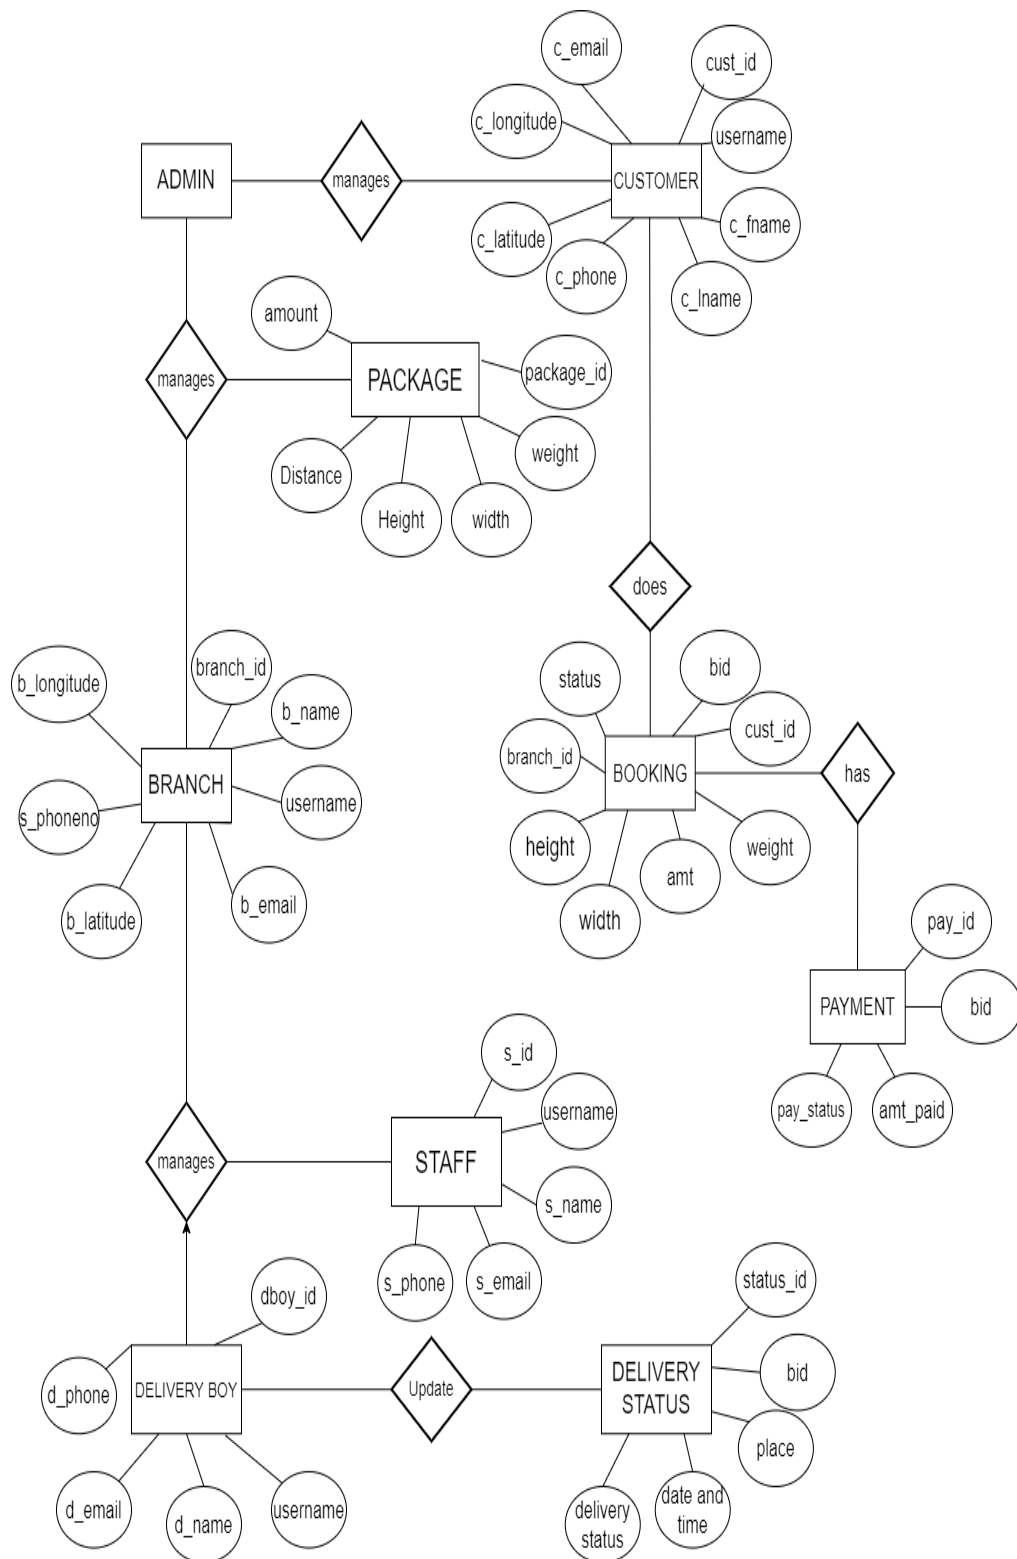 c_email
cust_id
c_longitude
username
ADMIN
manages
CUSTOMER
c_latitude
c_fname
c_phone
c_lname
amount
manages
PACKAGE
package_id
Distance
weight
Height
width
does
b_longitude
branch_id
b_name
status
bid
cust_id
branch_id
BRANCH
BOOKING
has
s_phoneno
username
height
weight
b_latitude
b_email
width
amt
pay_id
PAYMENT
bid
pay_status
amt_paid
s_id
username
manages
STAFF
s_name
s_phone
s_email
dboy_id
status_id
d_phone
DELIVERY BOY
Update
DELIVERY
STATUS
bid
place
d_email
d_name
username
delivery
status
date and
time